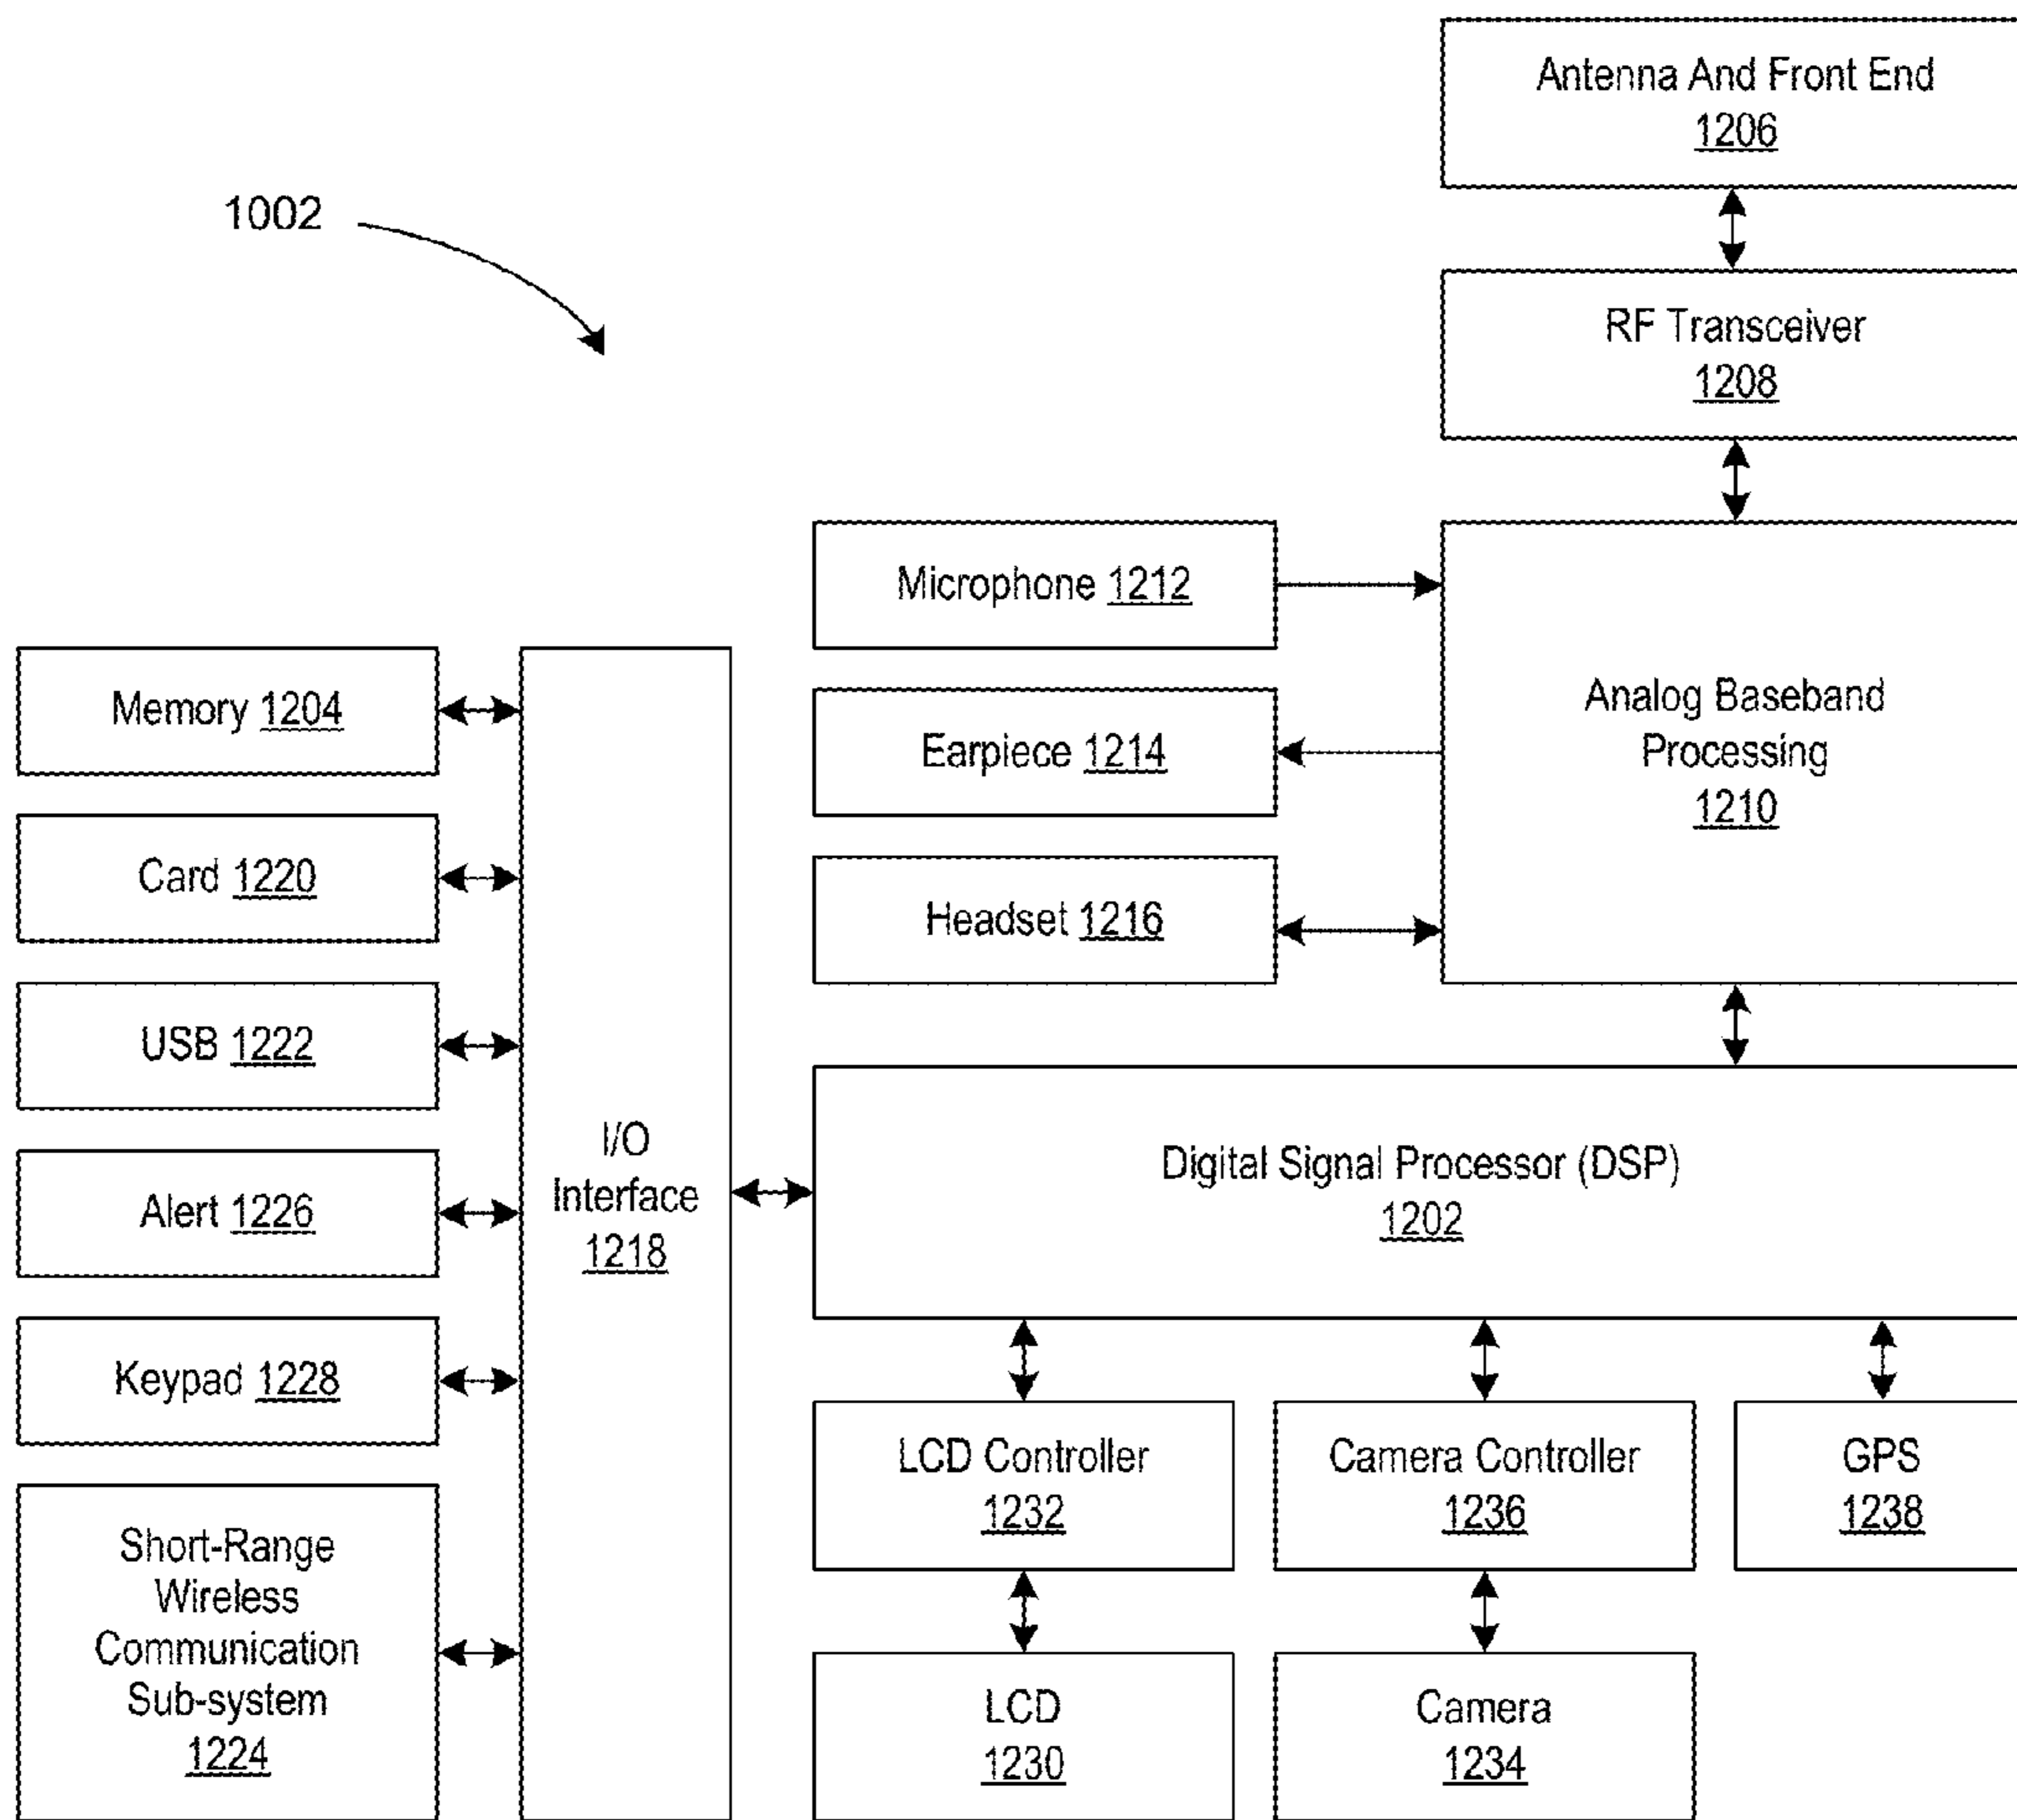 Antenna And Front End
1206
1002
RF Transceiver
1208
Microphone 1212
Earpiece 1214
Headset 1216
Analog Baseband
Processing
1210
Memory 1204
Card 1220
USB 1222
Alert 1226
Keypad 1228
Short-Range
Wireless
Communication
Sub-system
1224
I/O
Interface
1218
Digital Signal Processor (DSP)
1202
LCD Controller
1232
Camera Controller
1236
GPS
1238
LCD
1230
Camera
1234